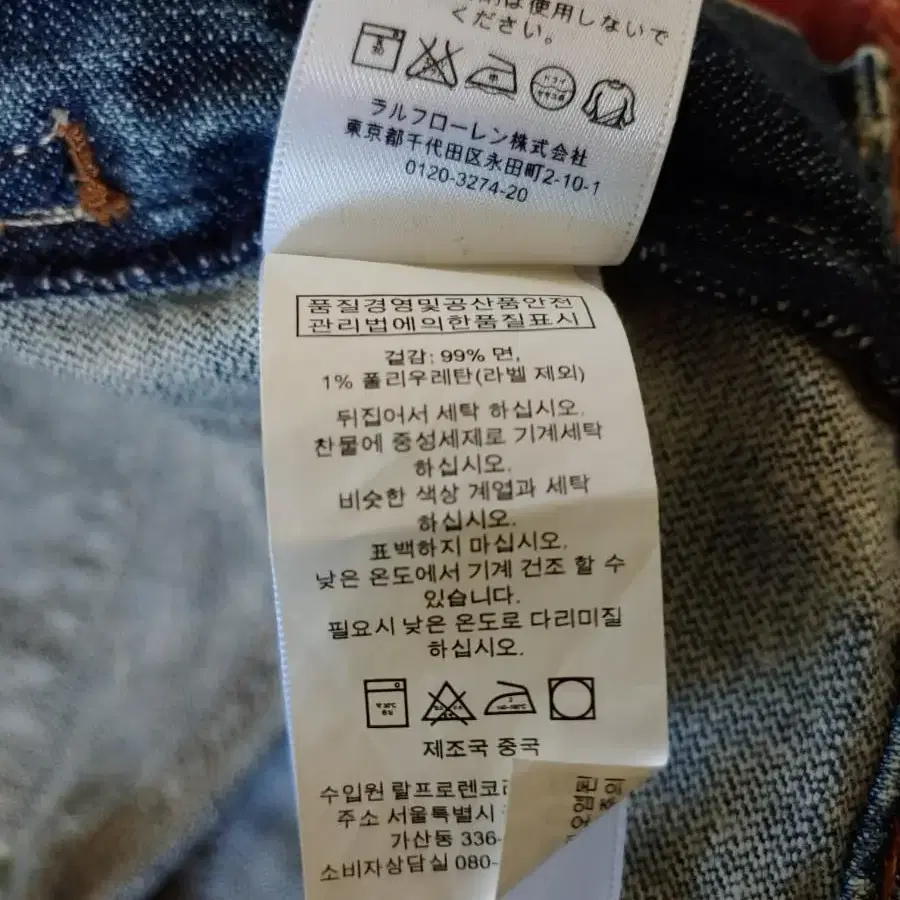 は使用しないで
ください。
ラルフローレン株式会社
東京都千代田区永田町2-10-1
0120-3274-20
품질경영및공산품안전
관리법에의한품질표시
겉감: 99% 면,
1% 폴리우레탄(라벨 제외)
뒤집어서 세탁 하십시오.
찬물에 중성세제로 기계세탁
하십시오.
비슷한 색상 계열과 세탁
하십시오.
표백하지 마십시오.
낮은 온도에서 기계 건조 할 수
있습니다.
필요시 낮은 온도로 다리미질
하십시오.
제조국 중국
수입원 랄프로렌코
주소 서울특별시
가산동 336-
소비자상담실 080-